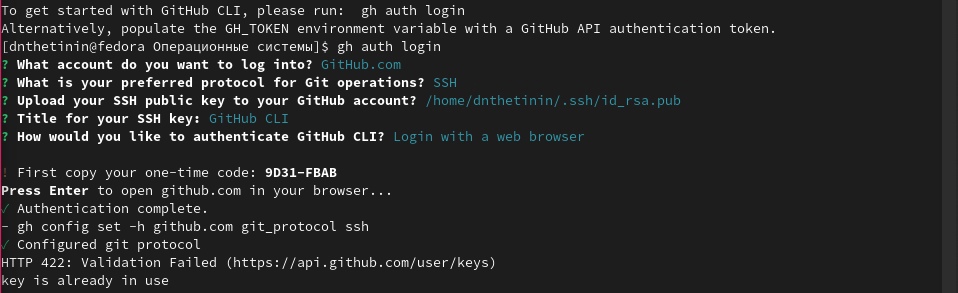 To get started with GitHub CLI, please run:  gh auth login
Alternatively, populate the GH_TOKEN environment variable with a GitHub API authentication token.
[dnthetinin@fedora Операционные системы]$ gh auth login
? What account do you want to log into? GitHub.com
? What is your preferred protocol for Git operations? SSH
? Upload your SSH public key to your GitHub account? /home/dnthetinin/.ssh/id_rsa.pub
? Title for your SSH key: GitHub CLI
? How would you like to authenticate GitHub CLI? Login with a web browser
! First copy your one-time code: 9D31-FBAB
Press Enter to open github.com in your browser...
✓ Authentication complete.
- gh config set -h github.com git_protocol ssh
✓ Configured git protocol
HTTP 422: Validation Failed (https://api.github.com/user/keys)
key is already in use